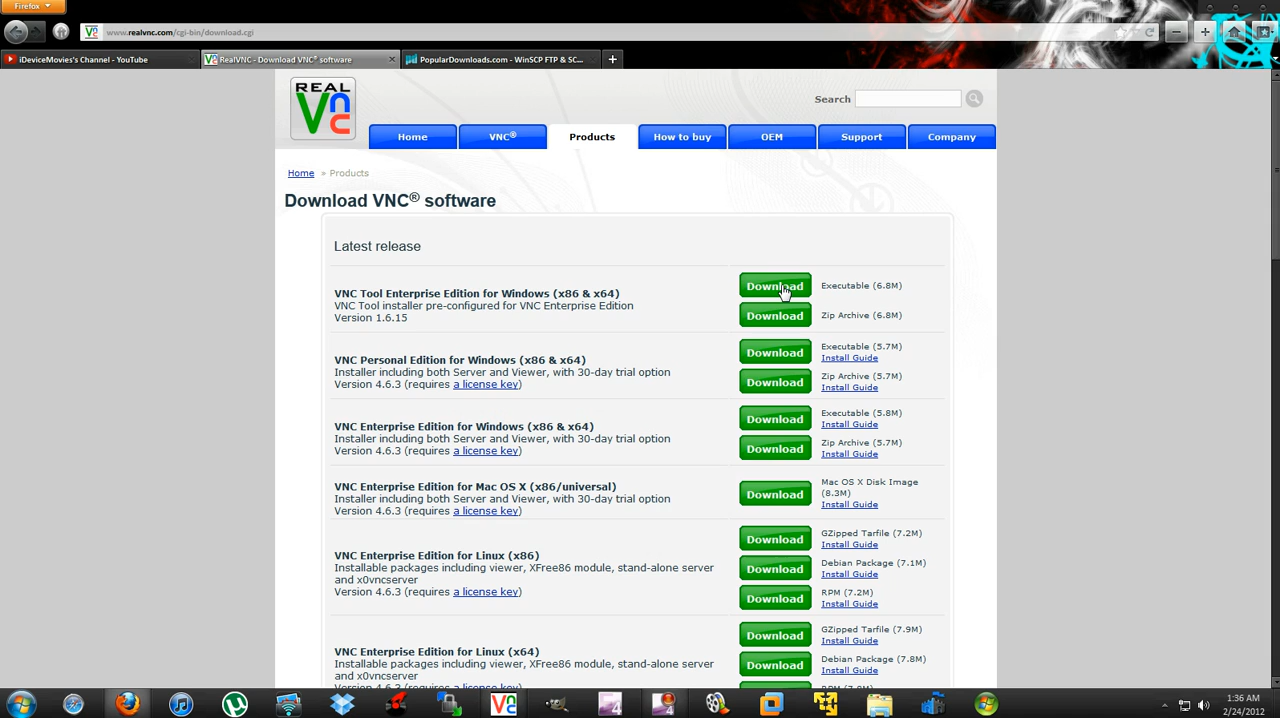 Firefox
www.realvnc.com/cgi-bin/download.cgi
iDeviceMovies's Channel - YouTube
RealVNC - Download VNC® software
PopularDownloads.com - WinSCP FTP & SC...
REAL
VNC
Search
Home
VNC®
Products
How to buy
OEM
Support
Company
Home » Products
Download VNC® software
Latest release
VNC Tool Enterprise Edition for Windows (x86 & x64)
VNC Tool installer pre-configured for VNC Enterprise Edition
Version 1.6.15
Download
Executable (6.8M)
Download
Zip Archive (6.8M)
VNC Personal Edition for Windows (x86 & x64)
Installer including both Server and Viewer, with 30-day trial option
Version 4.6.3 (requires a license key)
Download
Executable (5.7M)
Install Guide
Download
Zip Archive (5.7M)
Install Guide
VNC Enterprise Edition for Windows (x86 & x64)
Installer including both Server and Viewer, with 30-day trial option
Version 4.6.3 (requires a license key)
Download
Executable (5.8M)
Install Guide
Download
Zip Archive (5.7M)
Install Guide
VNC Enterprise Edition for Mac OS X (x86/universal)
Installer including both Server and Viewer, with 30-day trial option
Version 4.6.3 (requires a license key)
Download
Mac OS X Disk Image
(8.3M)
Install Guide
VNC Enterprise Edition for Linux (x86)
Installable packages including viewer, XFree86 module, stand-alone server
and x0vncserver
Version 4.6.3 (requires a license key)
Download
GZipped Tarfile (7.2M)
Install Guide
Download
Debian Package (7.1M)
Install Guide
Download
RPM (7.2M)
Install Guide
VNC Enterprise Edition for Linux (x64)
Installable packages including viewer, XFree86 module, stand-alone server
and x0vncserver
Version 4.6.3 (requires a license key)
Download
GZipped Tarfile (7.9M)
Install Guide
Download
Debian Package (7.8M)
Install Guide
1:36 AM
2/24/2012